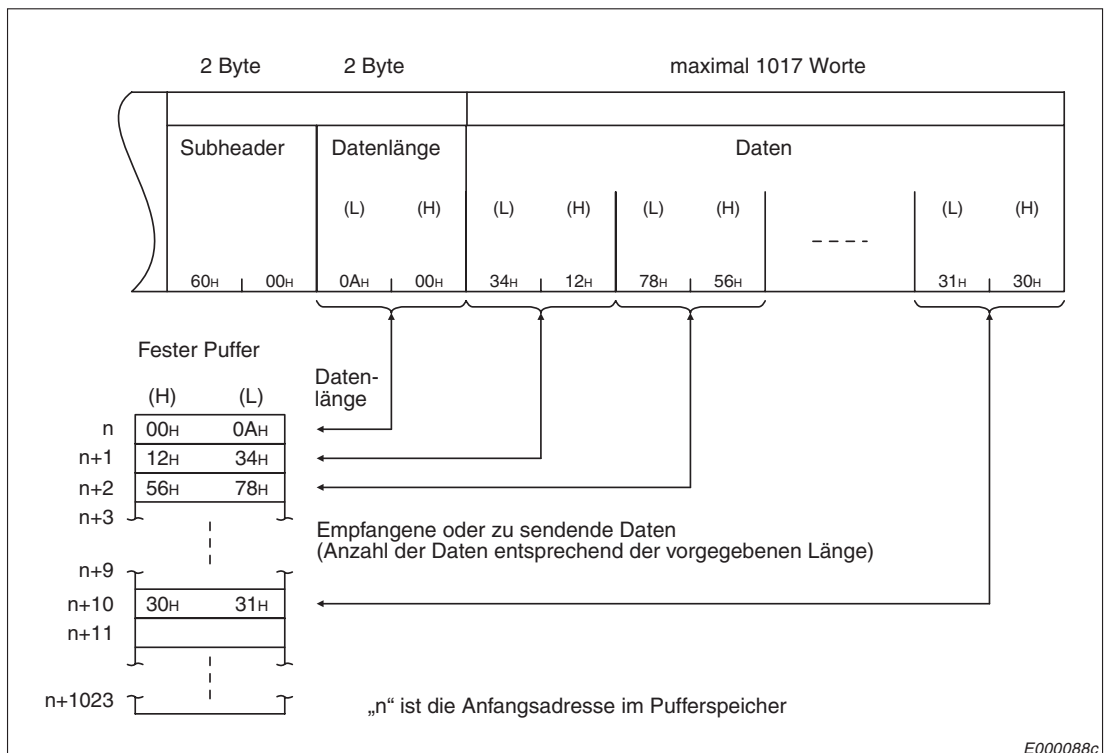 2 Byte 2 Byte maximal 1017 Worte
Subheader Datenlänge Daten
(L) (H) (L) (H) (L) (H) (L) (H)
60H 00H 0AH 00H 34H 12H 78H 56H 31H 30H
Fester Puffer
(H) (L)
Daten-
länge
n 00H 0AH
n+1 12H 34H
n+2 56H 78H
n+3
Empfangene oder zu sendende Daten
(Anzahl der Daten entsprechend der vorgegebenen Länge)
n+9
n+10 30H 31H
n+11
n+1023
„n" ist die Anfangsadresse im Pufferspeicher
E000088c